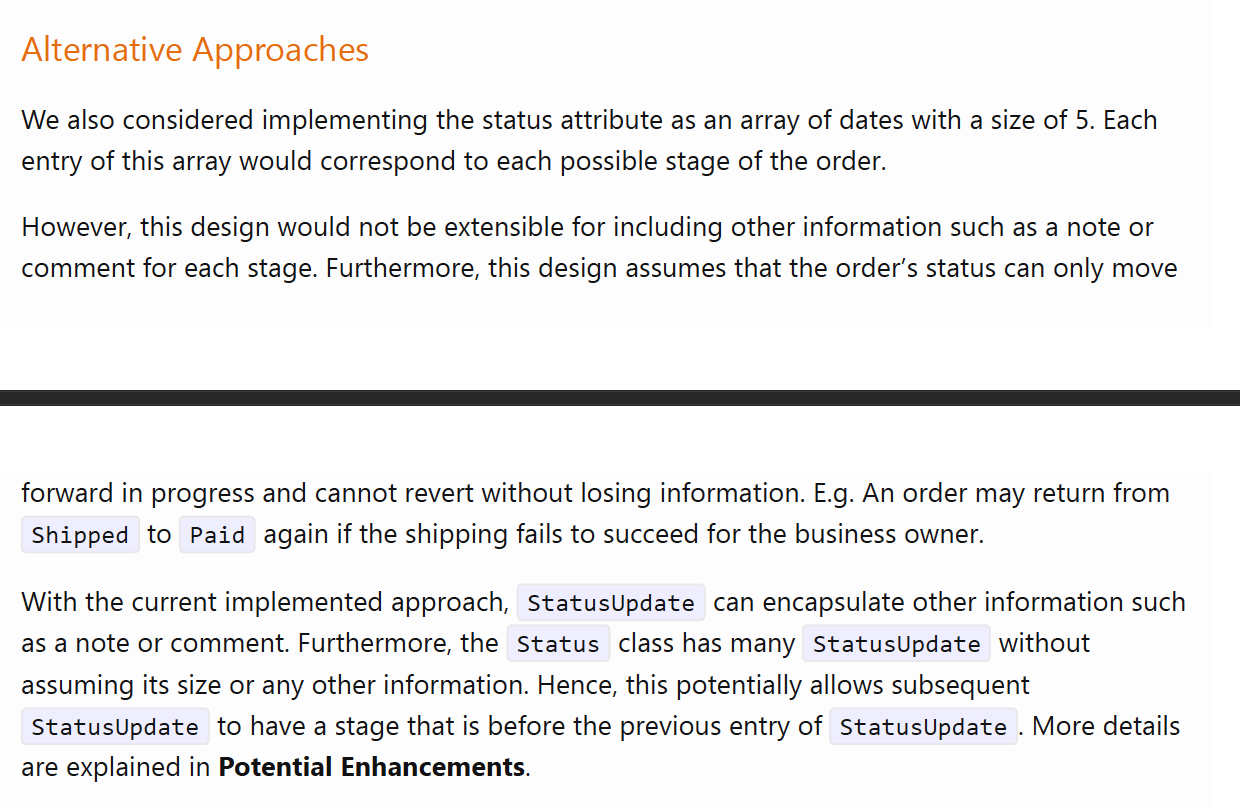 Alternative Approaches
We also considered implementing the status attribute as an array of dates with a size of 5. Each
entry of this array would correspond to each possible stage of the order.
However, this design would not be extensible for including other information such as a note or
comment for each stage. Furthermore, this design assumes that the order’s status can only move
forward in progress and cannot revert without losing information. E.g. An order may return from
Shipped to Paid again if the shipping fails to succeed for the business owner.
With the current implemented approach, StatusUpdate can encapsulate other information such
as a note or comment. Furthermore, the Status class has many StatusUpdate without
assuming its size or any other information. Hence, this potentially allows subsequent
StatusUpdate to have a stage that is before the previous entry of StatusUpdate. More details
are explained in Potential Enhancements.